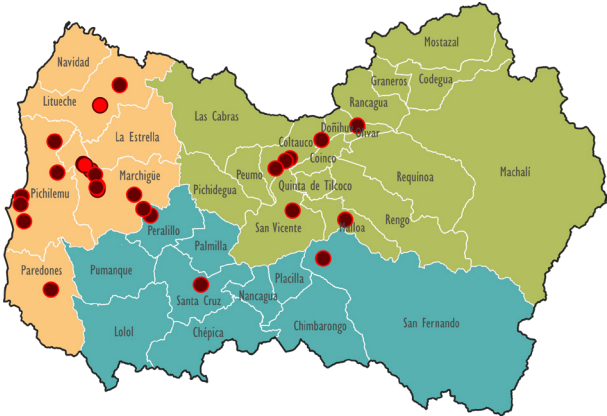 Mostazal
Navidad
Graneros
Codegua
Litueche
Rancagua
Las Cabras
La Estrella
Doñihue
Olivar
Coltauco
Coinco
Machalí
Marchigüe
Peumo
Requinoa
Pichilemu
Pichidegua
Quinta de Tilcoco
San Vicente
Malloa
Rengo
Peralillo
Palmilla
Paredones
Pumanque
Placilla
Santa Cruz
Nancagua
San Fernando
Lolol
Chépica
Chimbarongo